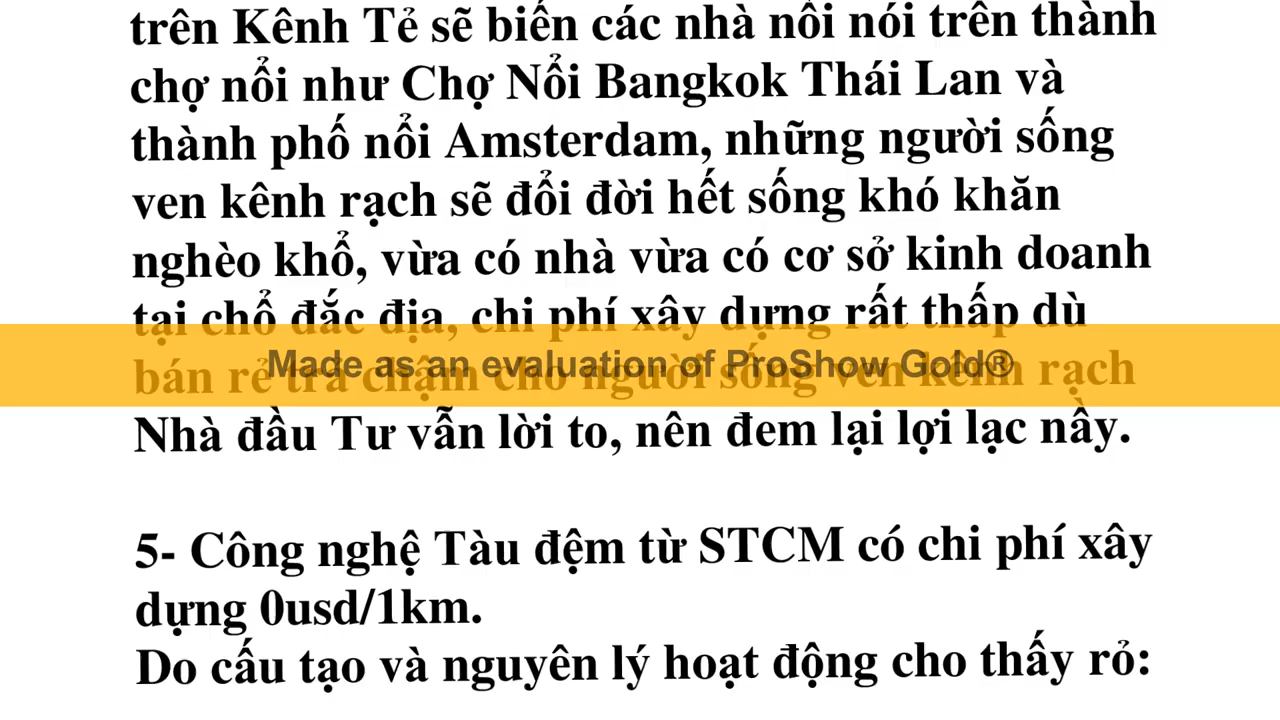 trên Kênh Tẻ sẽ biến các nhà nổi nói trên thành
chợ nổi như Chợ Nổi Bangkok Thái Lan và
thành phố nổi Amsterdam, những người sống
ven kênh rạch sẽ đổi đời hết sống khó khăn
nghèo khổ, vừa có nhà vừa có cơ sở kinh doanh
tại chổ đắc địa, chi phí xây dựng rất thấp dù
Made as an evaluation of ProShow Gold®
bán rẻ trả chậm cho người sống ven kênh rạch
Nhà đầu Tư vẫn lời to, nên đem lại lợi lạc nầy.
5- Công nghệ Tàu đệm từ STCM có chi phí xây
dựng 0usd/1km.
Do cấu tạo và nguyên lý hoạt động cho thấy rỏ: